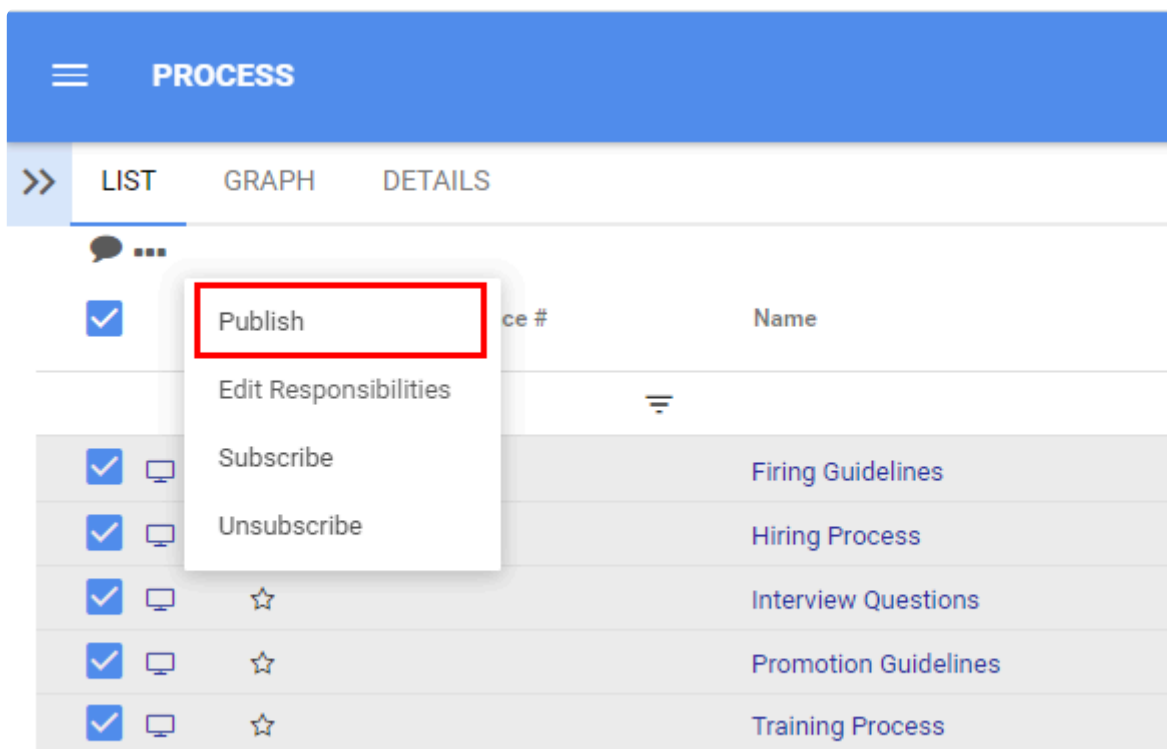 PROCESS
LIST GRAPH DETAILS
Publish
ce # Name
Edit Responsibilities
Subscribe
Firing Guidelines
Unsubscribe
Hiring Process
Interview Questions
Promotion Guidelines
Training Process